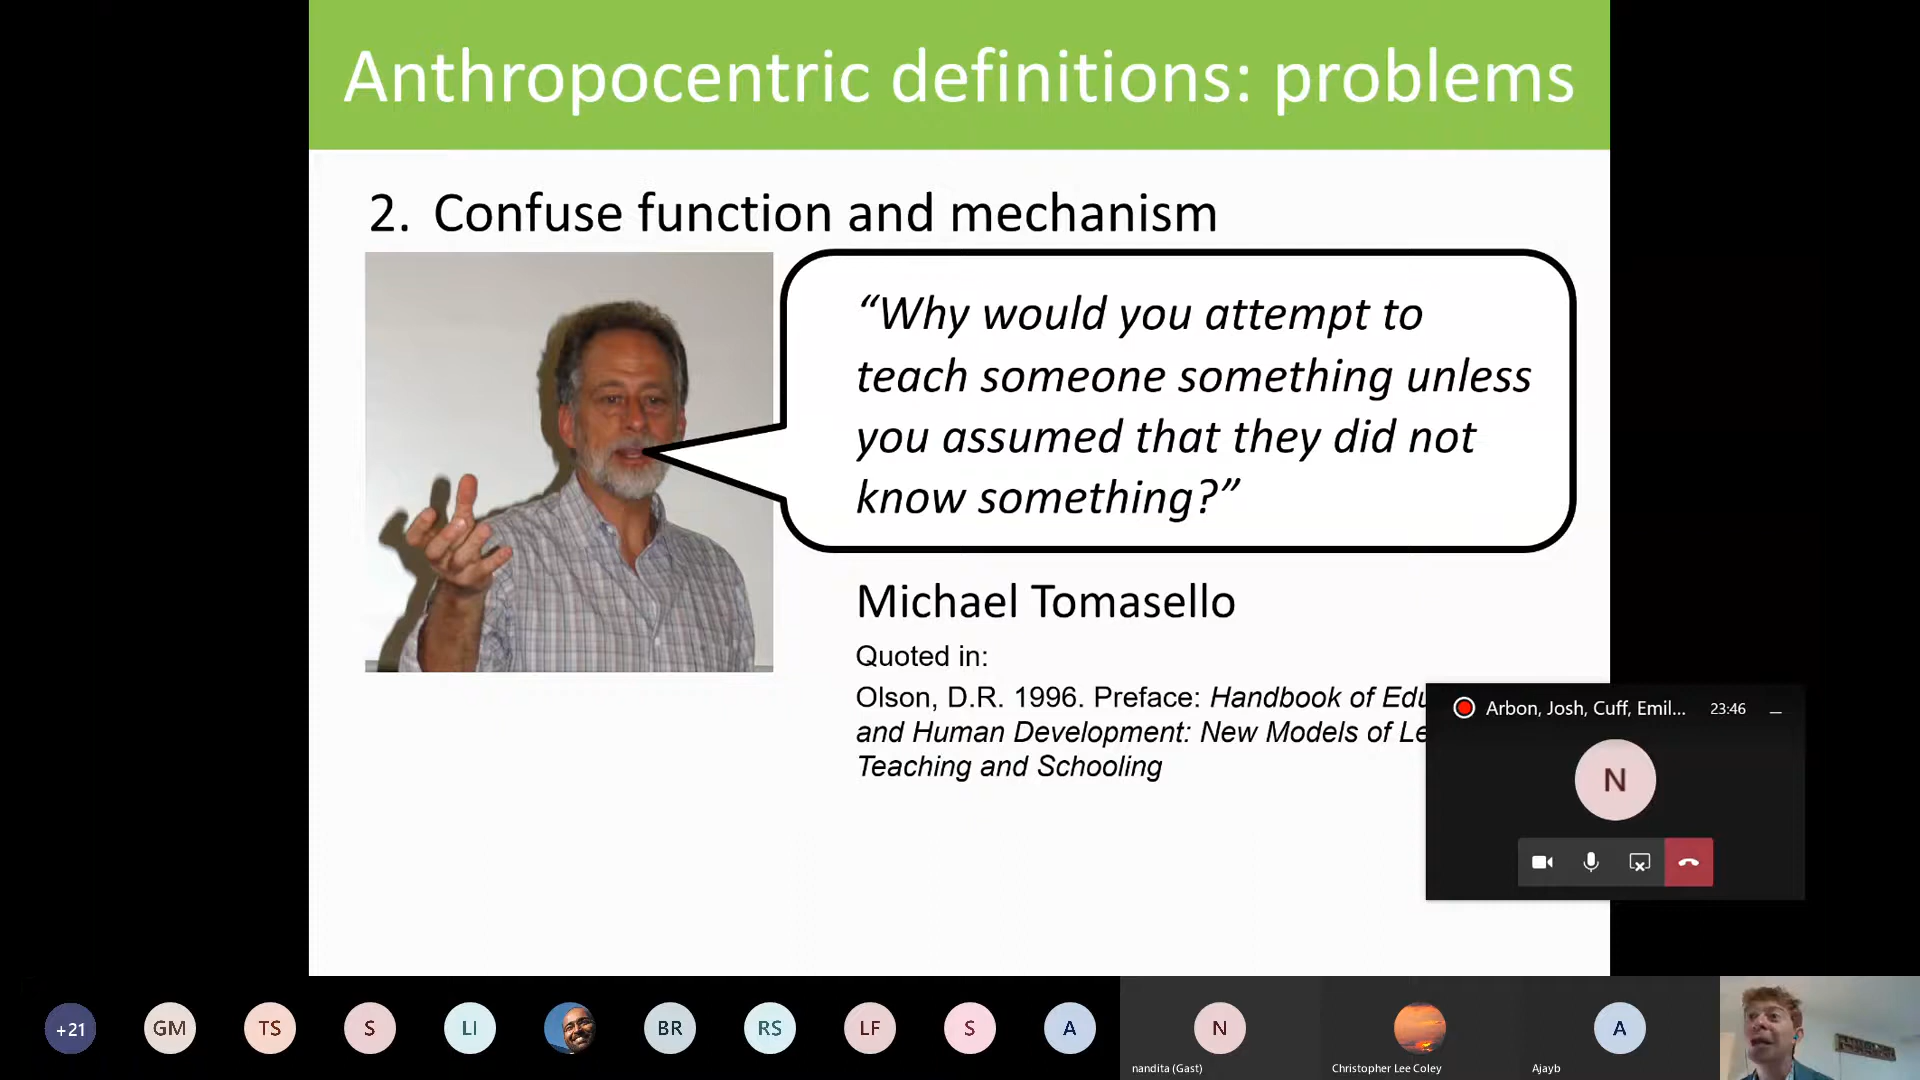 Anthropocentric definitions: problems
2. Confuse function and mechanism
“Why would you attempt to
teach someone something unless
you assumed that they did not
know something?”
Michael Tomasello
Quoted in:
Olson, D.R. 1996. Preface: Handbook of Edu
and Human Development: New Models of Le
Teaching and Schooling
Arbon, Josh, Cuff, Emil... 23:46
N
+21 GM TS S LI BR RS LF S A N A
nandita (Gast) Christopher Lee Coley Ajayb